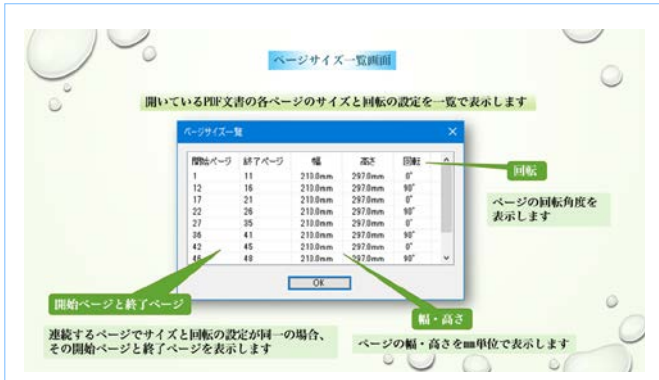 ページサイズ一覧画面
開いているPDF文書の各ページのサイズと回転の設定を一覧で表示します
ページサイズ一覧
開始ページ 終了ページ 幅 高さ 回転
1 11 210.0mm 297.0mm 0°
12 16 210.0mm 297.0mm 90°
17 21 210.0mm 297.0mm 0°
22 26 210.0mm 297.0mm 90°
27 35 210.0mm 297.0mm 0°
36 41 210.0mm 297.0mm 90°
42 45 210.0mm 297.0mm 0°
46 48 210.0mm 297.0mm 90°
OK
回転
ページの回転角度を
表示します
開始ページと終了ページ
連続するページでサイズと回転の設定が同一の場合、
その開始ページと終了ページを表示します
幅・高さ
ページの幅・高さを㎜単位で表示します